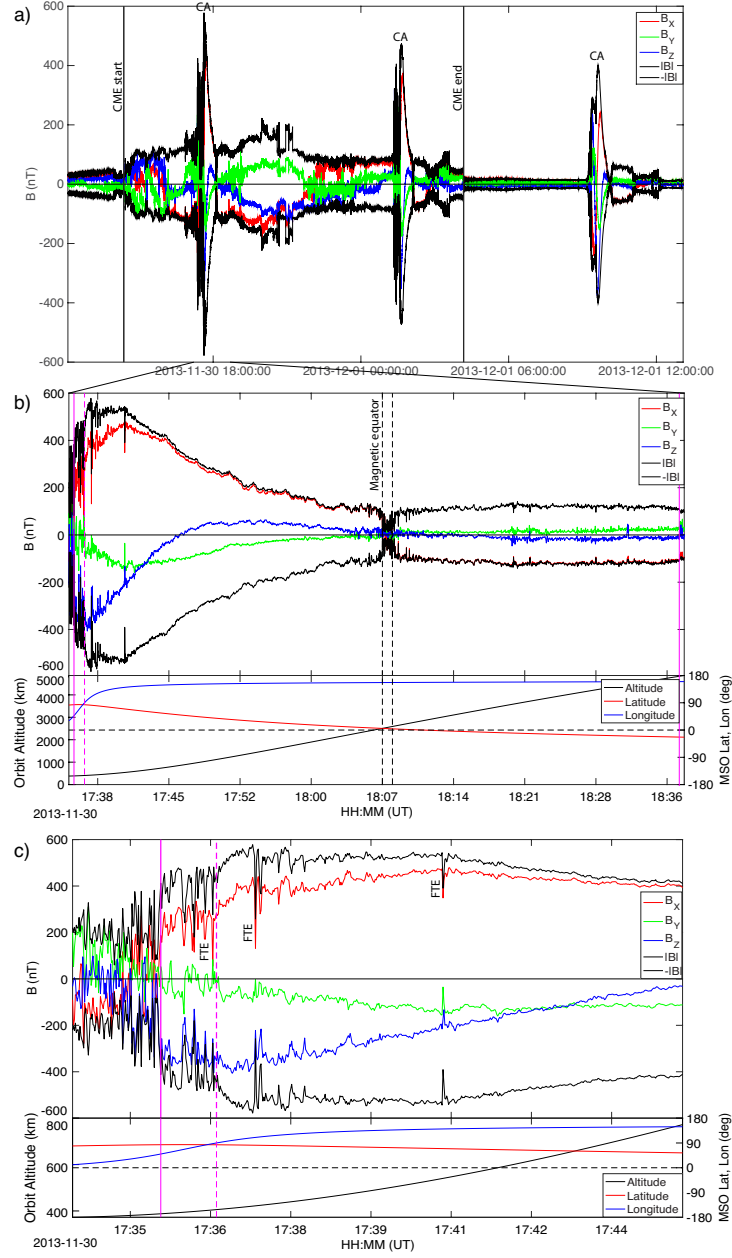 a)
CA
CA
CA
CME start
CME end
B_X
B_Y
B_Z
|B|
-|B|
600
400
200
0
-200
-400
-600
B (nT)
2013-11-30 18:00:00
2013-12-01 00:00:00
2013-12-01 06:00:00
2013-12-01 12:00:00
b)
Magnetic equator
B_X
B_Y
B_Z
|B|
-|B|
600
400
200
0
-200
-400
-600
B (nT)
5000
4000
3000
2000
1000
0
Orbit Altitude (km)
Altitude
Latitude
Longitude
180
90
0
-90
-180
MSO Lat, Lon (deg)
17:38
17:45
17:52
18:00
18:07
18:14
18:21
18:28
18:36
2013-11-30
HH:MM (UT)
c)
FTE
FTE
FTE
B_X
B_Y
B_Z
|B|
-|B|
600
400
200
0
-200
-400
-600
B (nT)
800
600
400
Orbit Altitude (km)
Altitude
Latitude
Longitude
180
90
0
-90
-180
MSO Lat, Lon (deg)
17:35
17:36
17:38
17:39
17:41
17:42
17:44
2013-11-30
HH:MM (UT)